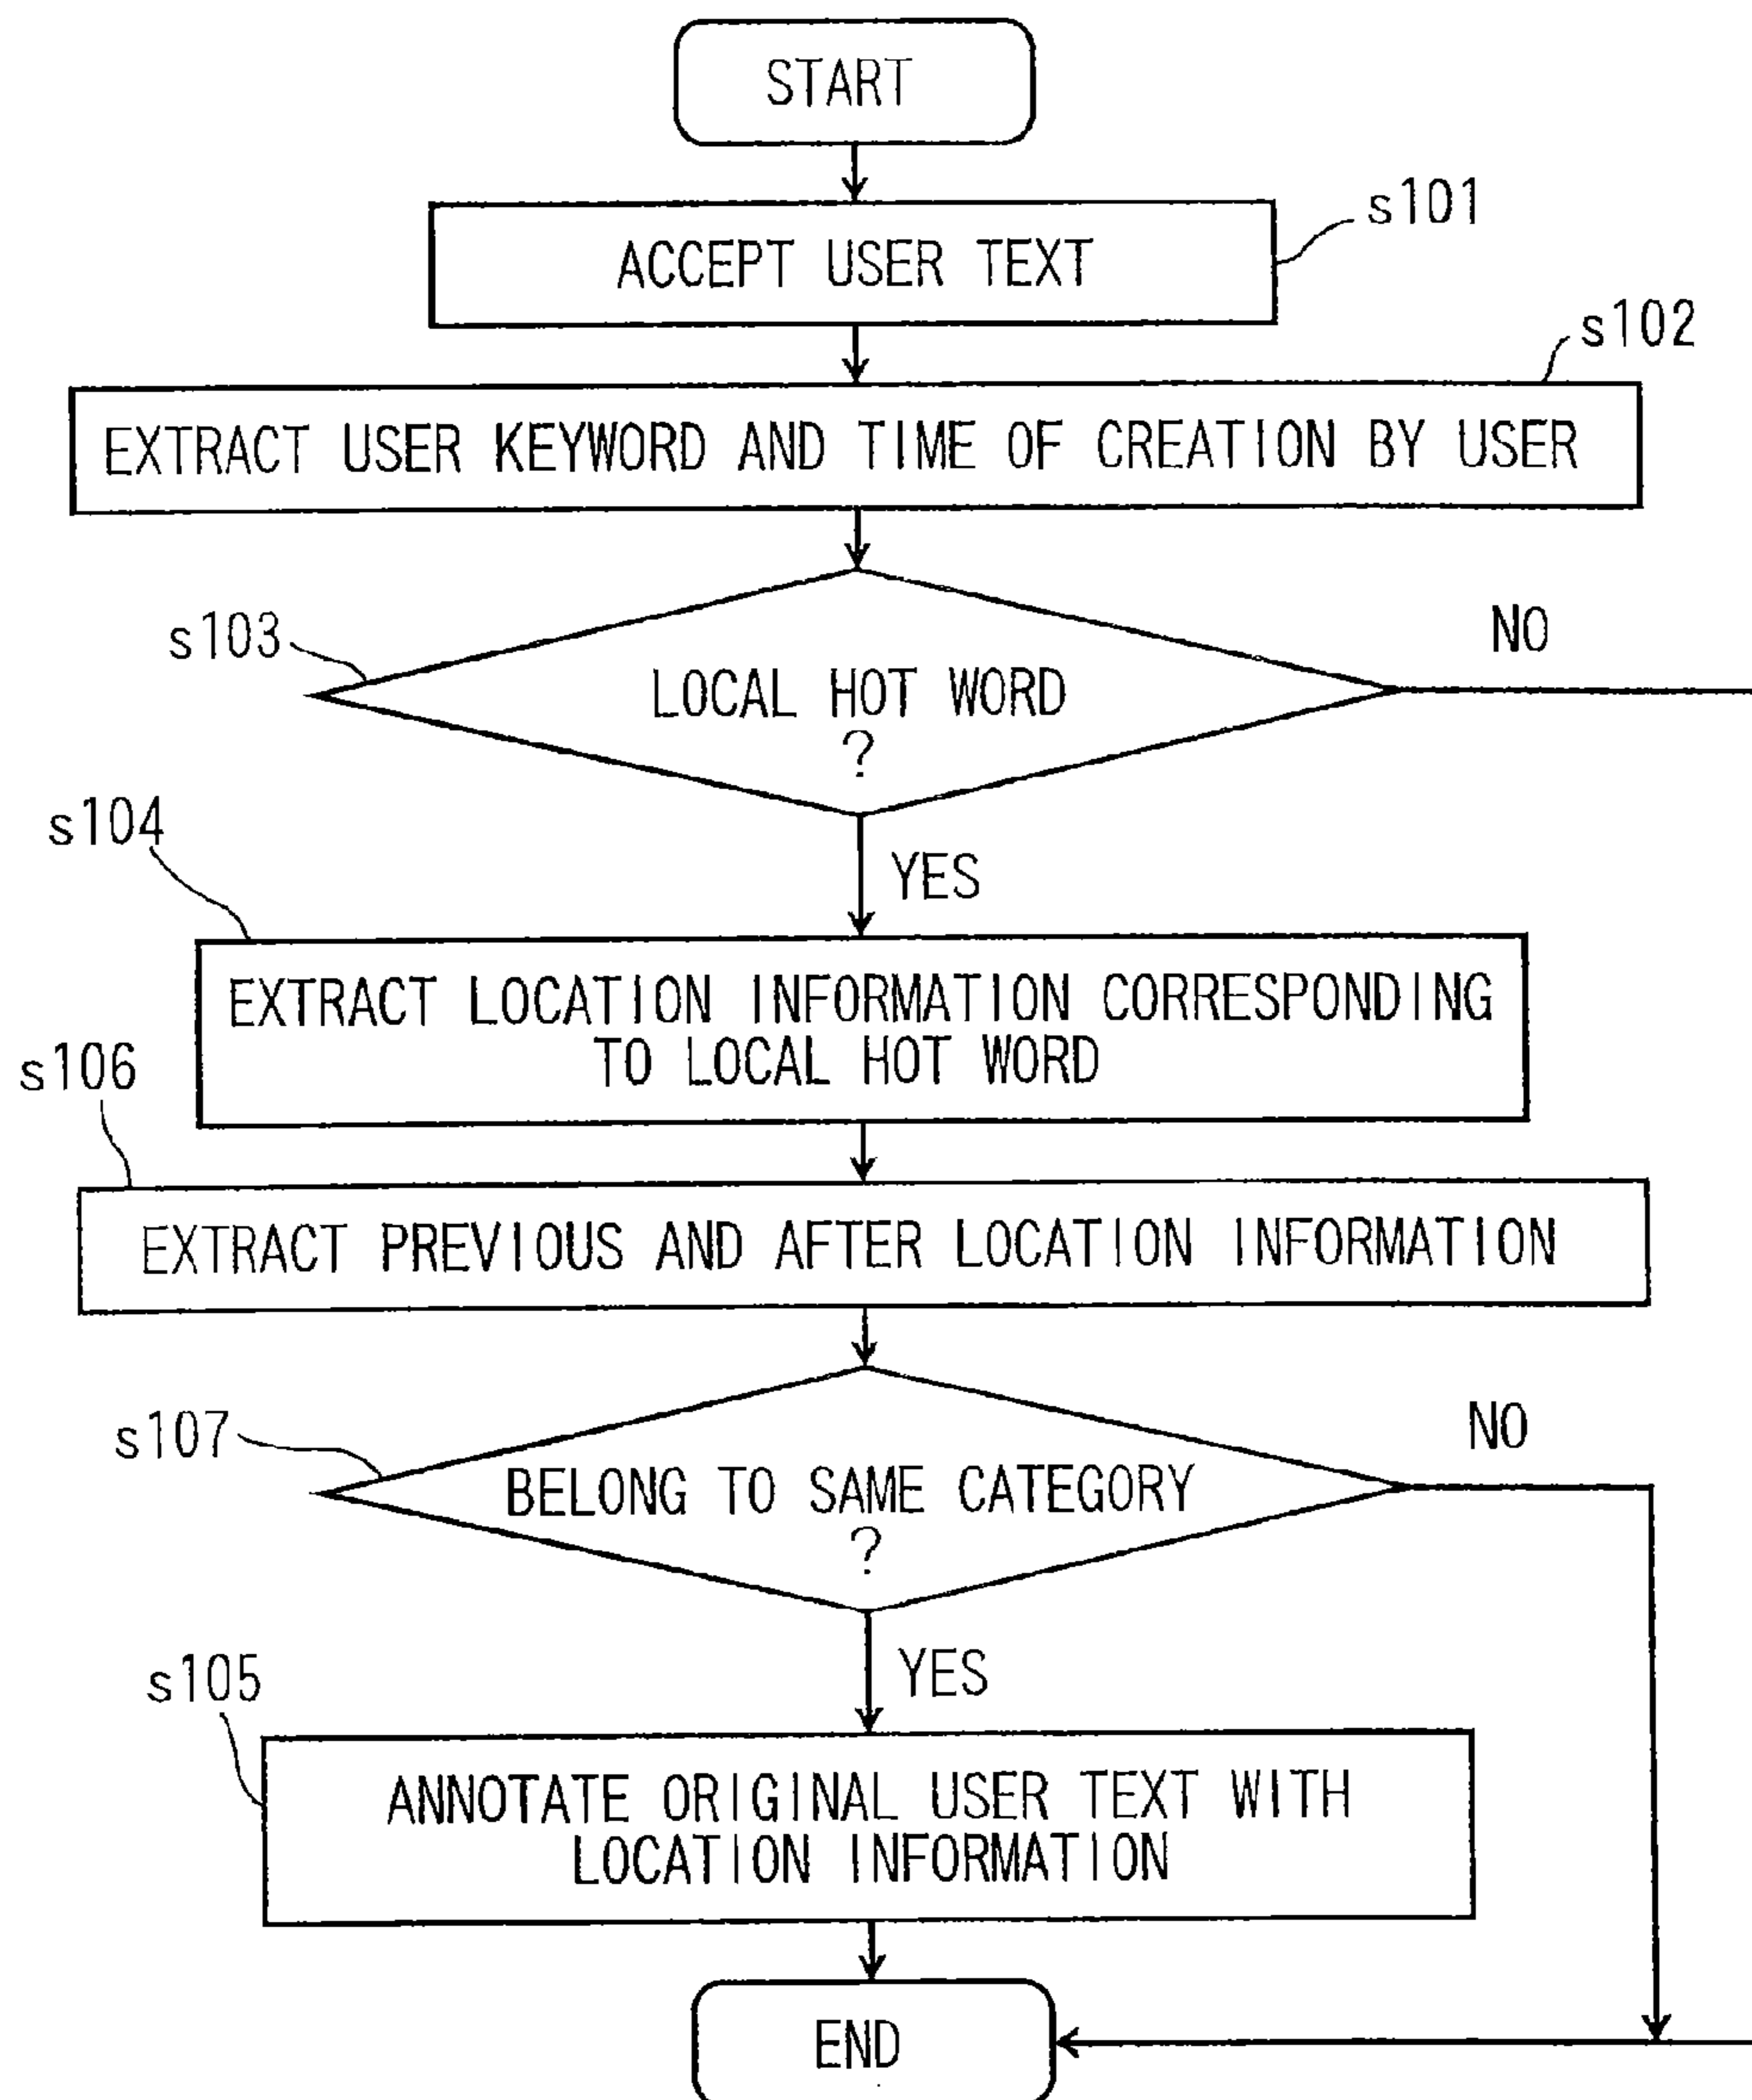 START
s101
ACCEPT USER TEXT
s102
EXTRACT USER KEYWORD AND TIME OF CREATION BY USER
s103
LOCAL HOT WORD
?
NO
YES
s104
EXTRACT LOCATION INFORMATION CORRESPONDING
TO LOCAL HOT WORD
s106
EXTRACT PREVIOUS AND AFTER LOCATION INFORMATION
s107
BELONG TO SAME CATEGORY
?
NO
YES
s105
ANNOTATE ORIGINAL USER TEXT WITH
LOCATION INFORMATION
END